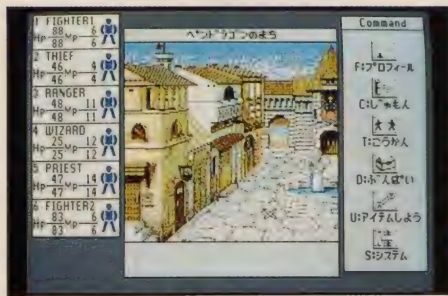 1 FIGHTER1
Hp 88 Mp 6
88 6
2 THIEF
Hp 46 Mp 4
46 4
3 RANGER
Hp 48 Mp 11
48 11
4 WIZARD
Hp 25 Mp 12
25 12
5 PRIEST
Hp 47 Mp 14
47 14
6 FIGHTER2
Hp 83 Mp 6
83 6
ペンドラゴンのまち
Command
F:プロフィール
C:じゅもん
T:こうかん
D:ぶんぱい
U:アイテムしよう
S:システム